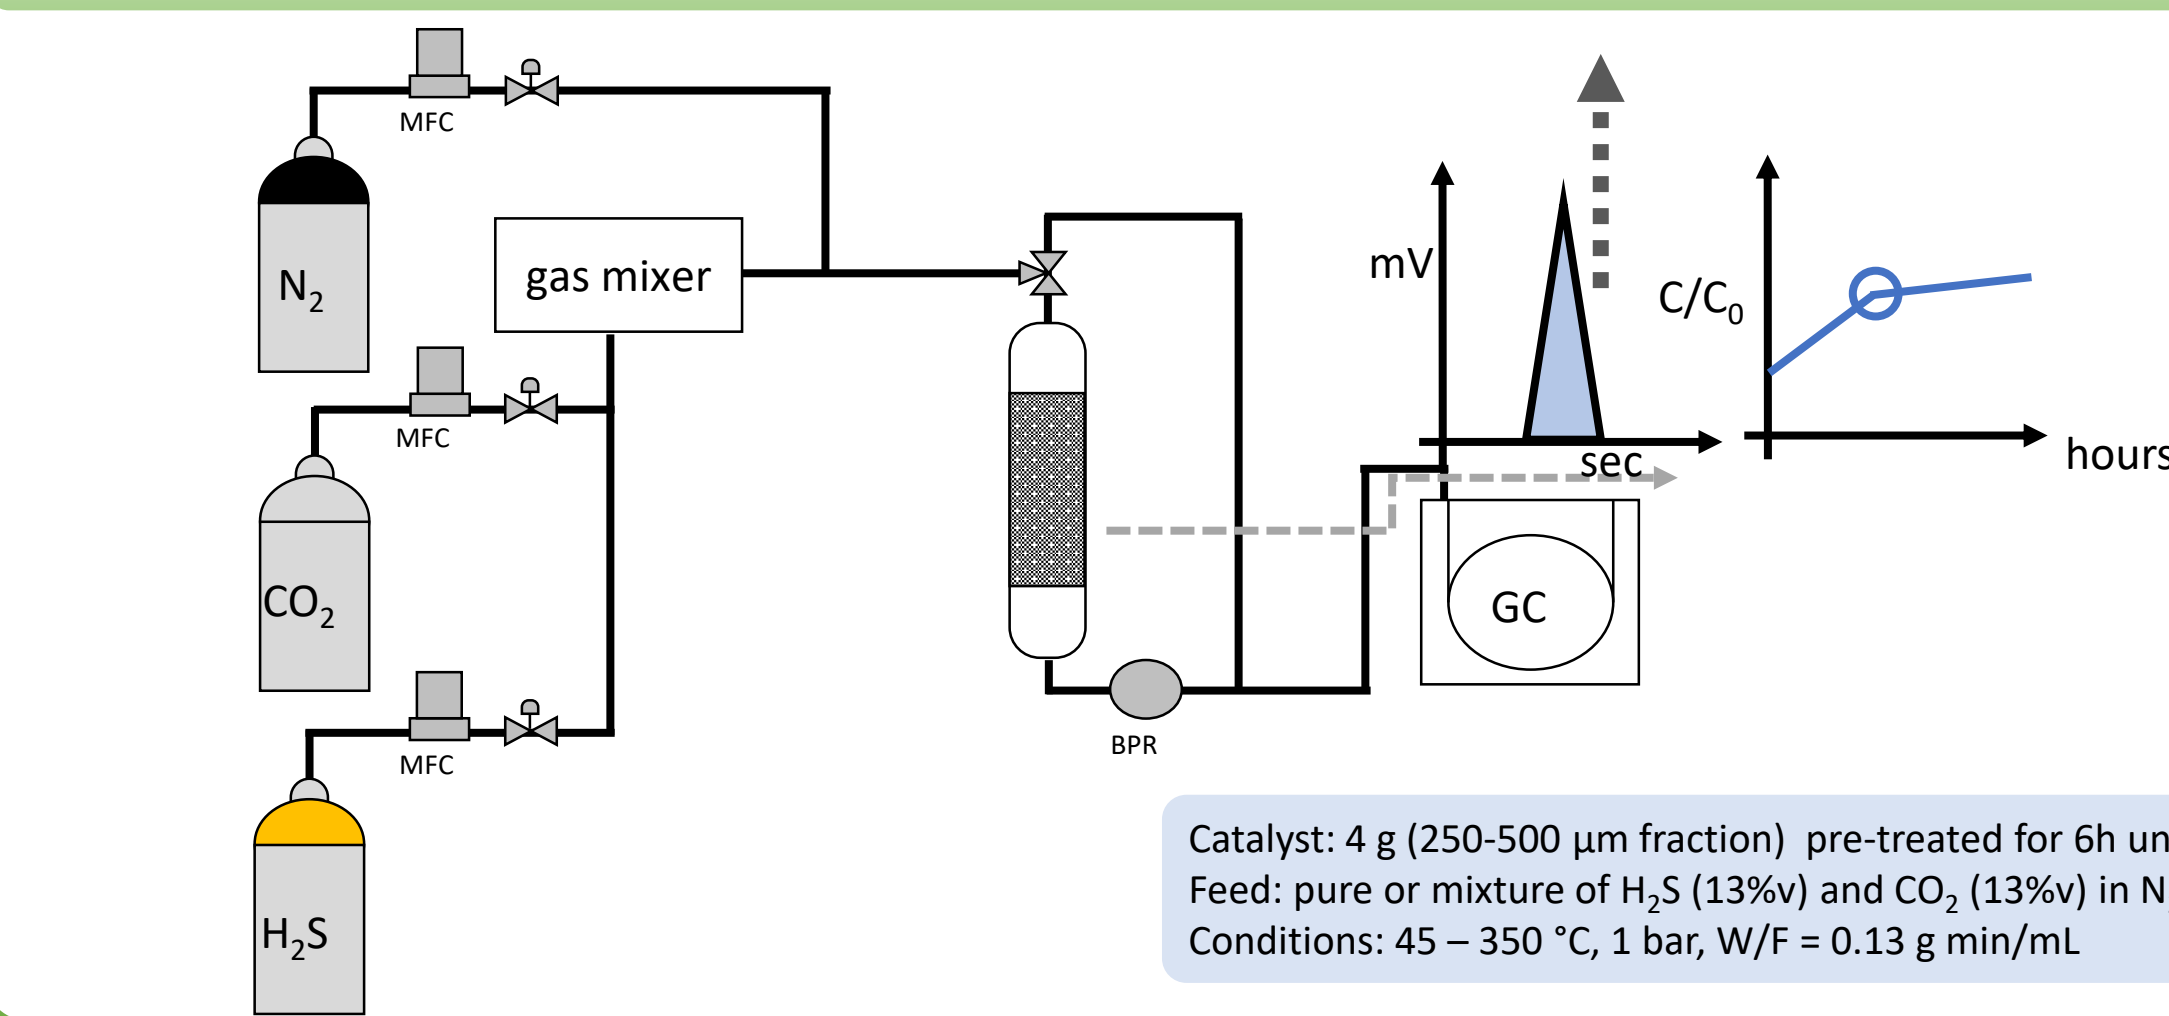 MFC
N₂
gas mixer
mV
C/C₀
MFC
sec
hours
CO₂
GC
MFC
BPR
H₂S
Catalyst: 4 g (250-500 µm fraction)  pre-treated for 6h un
Feed: pure or mixture of H₂S (13%v) and CO₂ (13%v) in N
Conditions: 45 – 350 °C, 1 bar, W/F = 0.13 g min/mL